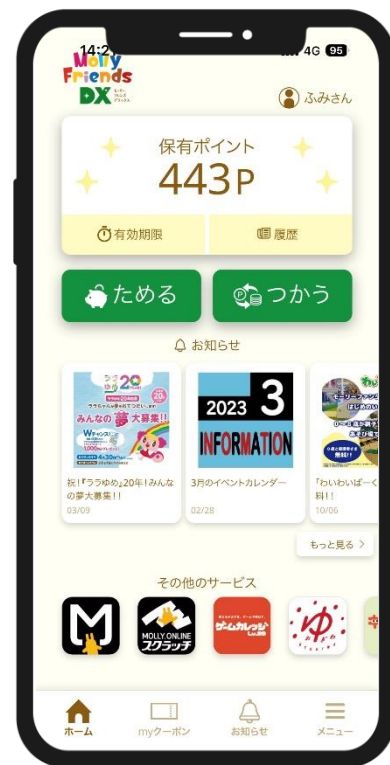 14:2
4G 95
Molly
Friends
DX
ふみさん
保有ポイント
443P
有効期限
履歴
ためる
つかう
お知らせ
20
みんなの夢大募集!!
祝!『ララゆめ』20年!みんな
の夢大募集!!
03/09
2023 3
INFORMATION
3月のイベントカレンダー
02/28
「わいわいぱーく
料!!
10/06
もっと見る >
その他のサービス
M
MOLLY.ONLINE
スクラッチ
ゲームカレッジ
ゆ
ホーム
myクーポン
お知らせ
メニュー